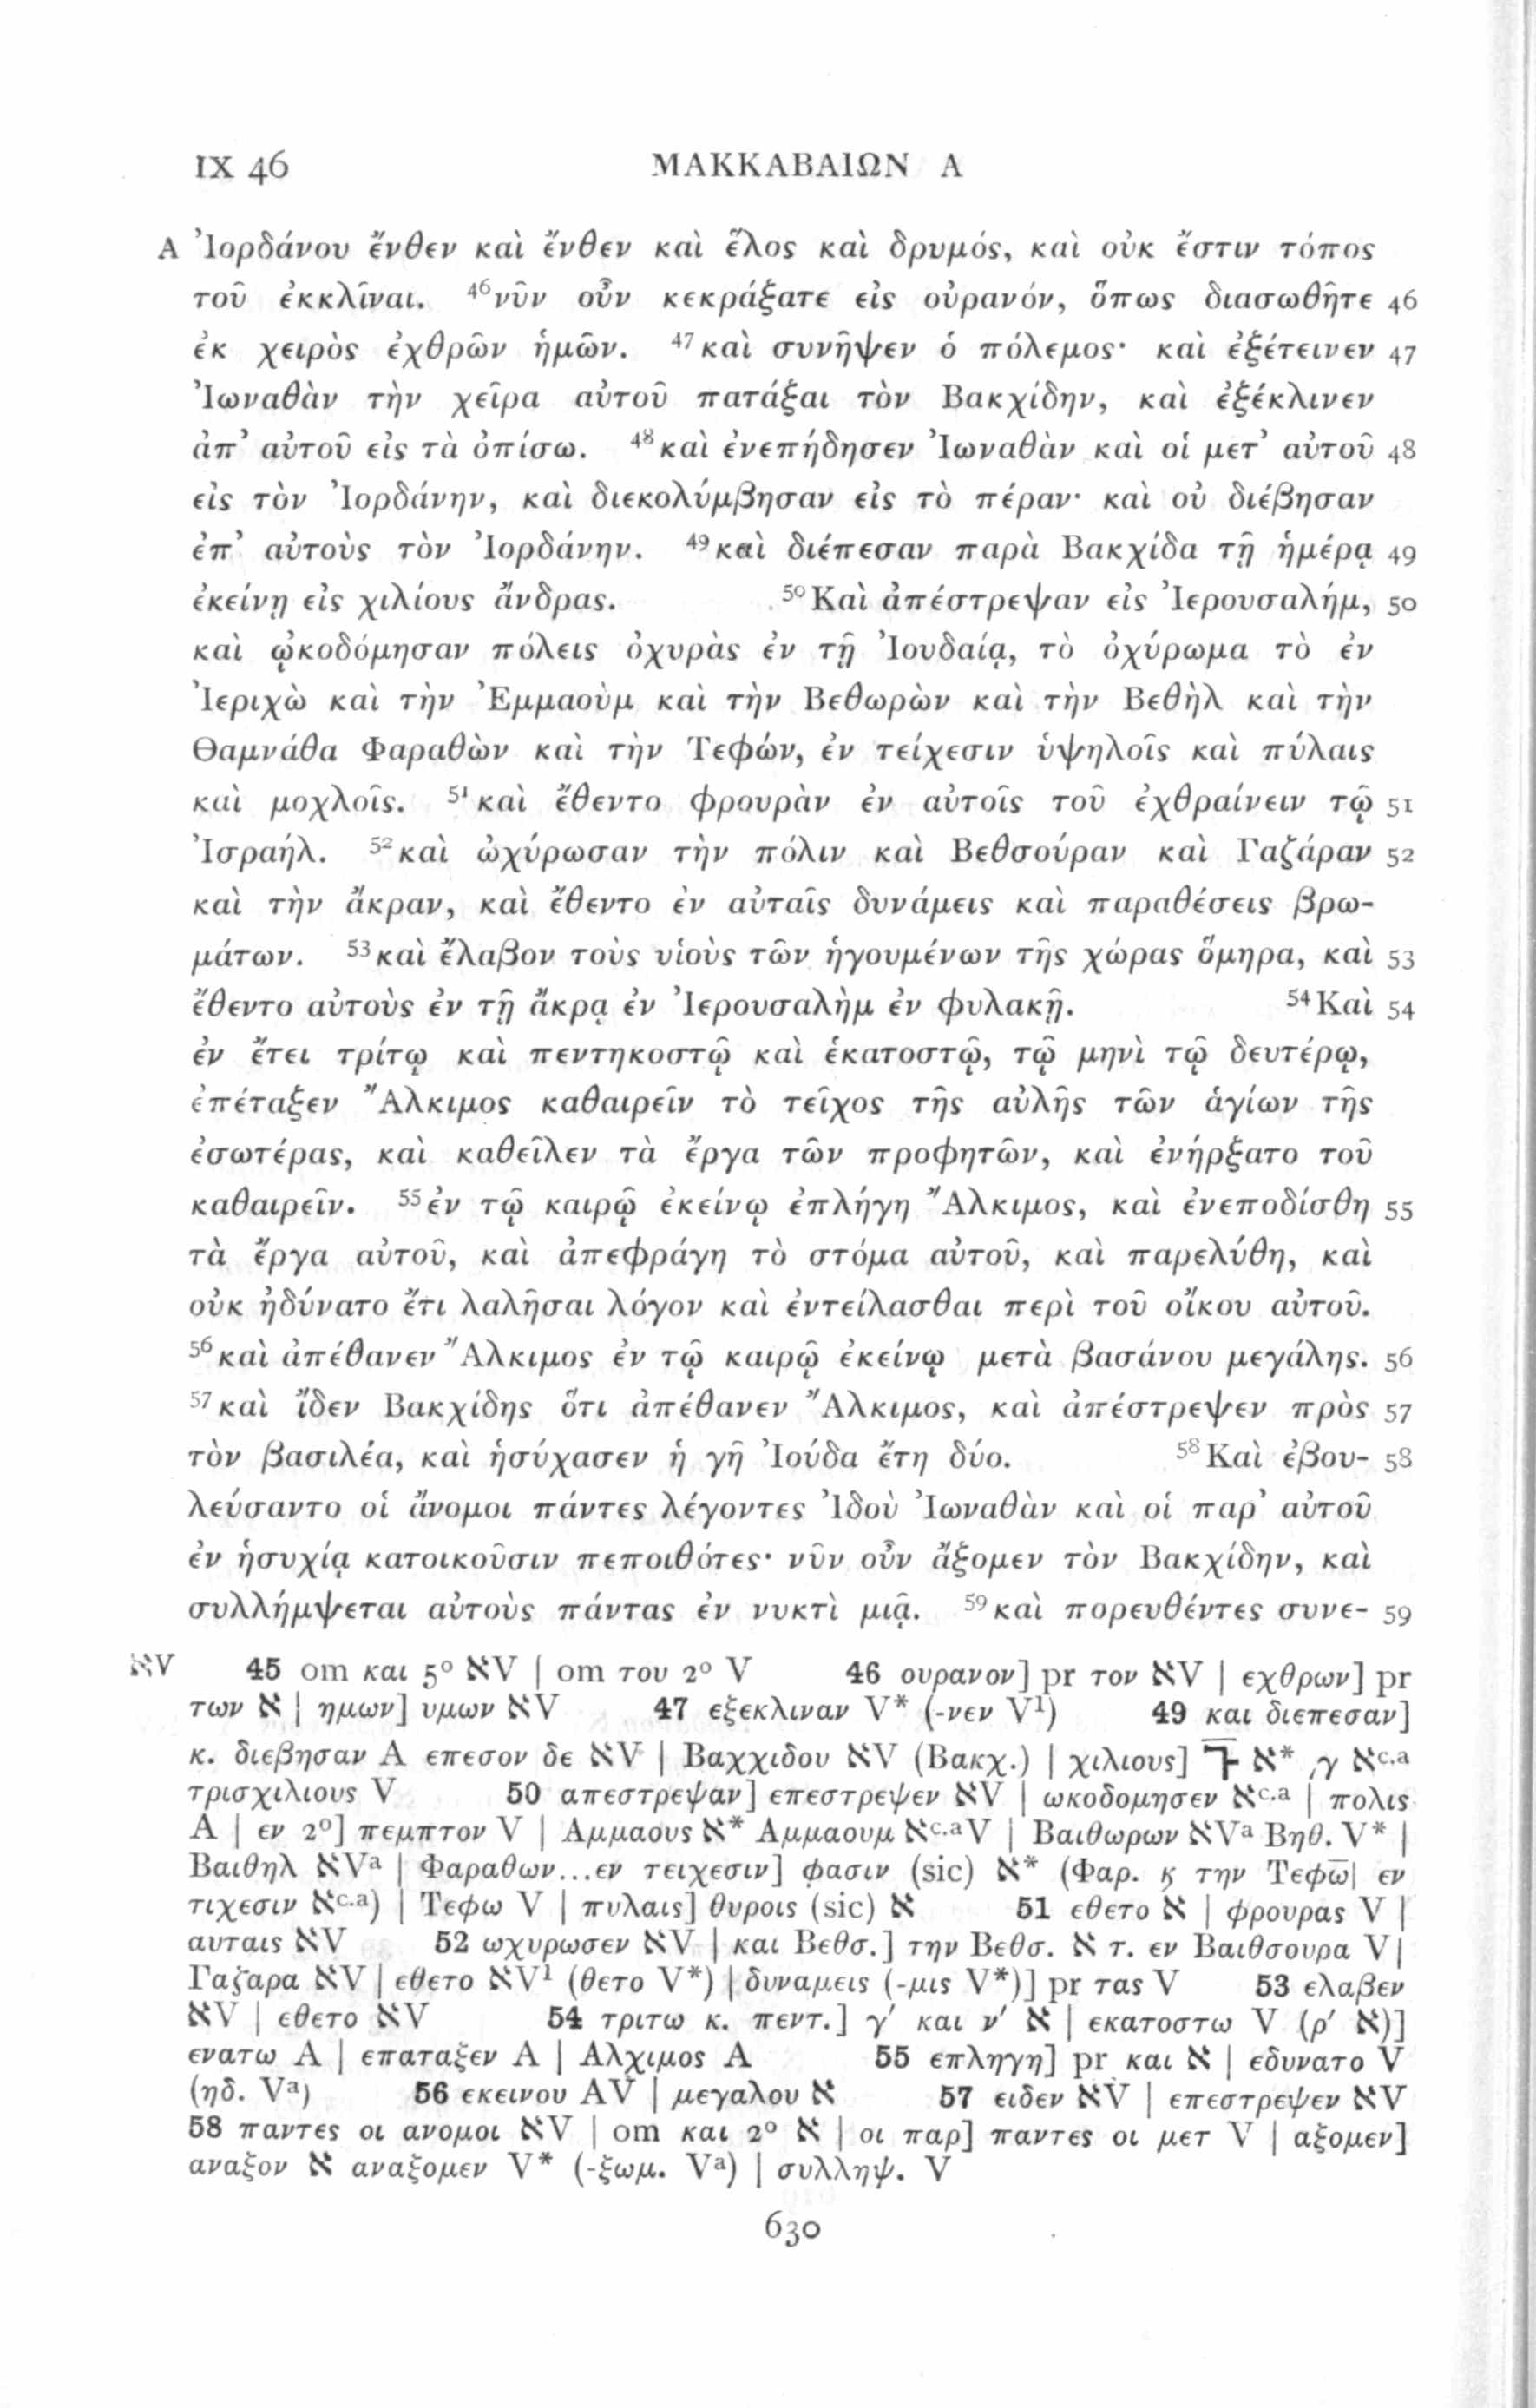 IX 46 ΜΑΚΚΑΒΑΙΩΝ Α
A Ἰορδάνου ἔνθεν καὶ ἔνθεν καὶ ἕλος καὶ δρυμός, καὶ οὐκ ἔστιν τόπος
τοῦ ἐκκλῖναι. ⁴⁶νῦν οὖν κεκράξατε εἰς οὐρανόν, ὅπως διασωθῆτε 46
ἐκ χειρὸς ἐχθρῶν ἡμῶν. ⁴⁷καὶ συνῆψεν ὁ πόλεμος· καὶ ἐξέτεινεν 47
Ἰωναθὰν τὴν χεῖρα αὐτοῦ πατάξαι τὸν Βακχίδην, καὶ ἐξέκλινεν
ἀπ’ αὐτοῦ εἰς τὰ ὀπίσω. ⁴⁸καὶ ἐνεπήδησεν Ἰωναθὰν καὶ οἱ μετ’ αὐτοῦ 48
εἰς τὸν Ἰορδάνην, καὶ διεκολύμβησαν εἰς τὸ πέραν· καὶ οὐ διέβησαν
ἐπ’ αὐτοὺς τὸν Ἰορδάνην. ⁴⁹καὶ διέπεσαν παρὰ Βακχίδα τῇ ἡμέρᾳ 49
ἐκείνῃ εἰς χιλίους ἄνδρας. ⁵⁰Καὶ ἀπέστρεψαν εἰς Ἰερουσαλήμ, 50
καὶ ᾠκοδόμησαν πόλεις ὀχυρὰς ἐν τῇ Ἰουδαίᾳ, τὸ ὀχύρωμα τὸ ἐν
Ἰεριχὼ καὶ τὴν Ἐμμαοὺμ καὶ τὴν Βεθωρὼν καὶ τὴν Βεθὴλ καὶ τὴν
Θαμνάθα Φαραθὼν καὶ τὴν Τεφών, ἐν τείχεσιν ὑψηλοῖς καὶ πύλαις
καὶ μοχλοῖς. ⁵¹καὶ ἔθεντο φρουρὰν ἐν αὐτοῖς τοῦ ἐχθραίνειν τῷ 51
Ἰσραήλ. ⁵²καὶ ὠχύρωσαν τὴν πόλιν καὶ Βεθσούραν καὶ Γαζάραν 52
καὶ τὴν ἄκραν, καὶ ἔθεντο ἐν αὐταῖς δυνάμεις καὶ παραθέσεις βρω-
μάτων. ⁵³καὶ ἔλαβον τοὺς υἱοὺς τῶν ἡγουμένων τῆς χώρας ὅμηρα, καὶ 53
ἔθεντο αὐτοὺς ἐν τῇ ἄκρᾳ ἐν Ἰερουσαλὴμ ἐν φυλακῇ. ⁵⁴Καὶ 54
ἐν ἔτει τρίτῳ καὶ πεντηκοστῷ καὶ ἑκατοστῷ, τῷ μηνὶ τῷ δευτέρῳ,
ἐπέταξεν Ἄλκιμος καθαιρεῖν τὸ τεῖχος τῆς αὐλῆς τῶν ἁγίων τῆς
ἐσωτέρας, καὶ καθεῖλεν τὰ ἔργα τῶν προφητῶν, καὶ ἐνήρξατο τοῦ
καθαιρεῖν. ⁵⁵ἐν τῷ καιρῷ ἐκείνῳ ἐπλήγη Ἄλκιμος, καὶ ἐνεποδίσθη 55
τὰ ἔργα αὐτοῦ, καὶ ἀπεφράγη τὸ στόμα αὐτοῦ, καὶ παρελύθη, καὶ
οὐκ ἠδύνατο ἔτι λαλῆσαι λόγον καὶ ἐντείλασθαι περὶ τοῦ οἴκου αὐτοῦ.
⁵⁶καὶ ἀπέθανεν Ἄλκιμος ἐν τῷ καιρῷ ἐκείνῳ μετὰ βασάνου μεγάλης. 56
⁵⁷καὶ ἴδεν Βακχίδης ὅτι ἀπέθανεν Ἄλκιμος, καὶ ἀπέστρεψεν πρὸς 57
τὸν βασιλέα, καὶ ἡσύχασεν ἡ γῆ Ἰούδα ἔτη δύο. ⁵⁸Καὶ ἐβου- 58
λεύσαντο οἱ ἄνομοι πάντες λέγοντες Ἰδοὺ Ἰωναθὰν καὶ οἱ παρ’ αὐτοῦ
ἐν ἡσυχίᾳ κατοικοῦσιν πεποιθότες· νῦν οὖν ἄξομεν τὸν Βακχίδην, καὶ
συλλήμψεται αὐτοὺς πάντας ἐν νυκτὶ μιᾷ. ⁵⁹καὶ πορευθέντες συνε- 59
ℵV 45 om και 5° ℵV | om του 2° V 46 ουρανον] pr τον ℵV | εχθρων] pr
των ℵ | ημων] υμων ℵV 47 εξεκλιναν V* (-νεν V¹) 49 και διεπεσαν]
κ. διεβησαν A επεσον δε ℵV | Βαχχιδου ℵV (Βακχ.) | χιλιους] ℵ* ͵γ ℵc.a
τρισχιλιους V 50 απεστρεψαν] επεστρεψεν ℵV | ωκοδομησεν ℵc.a | πολις
A | εν 2°] πεμπτον V | Αμμαους ℵ* Αμμαουμ ℵc.aV | Βαιθωρων ℵVa Βηθ. V* |
Βαιθηλ ℵVa | Φαραθων...εν τειχεσιν] φασιν (sic) ℵ* (Φαρ. ϗ την Τεφω̄| εν
τιχεσιν ℵc.a) | Τεφω V | πυλαις] θυροις (sic) ℵ 51 εθετο ℵ | φρουρας V |
αυταις ℵV 52 ωχυρωσεν ℵV | και Βεθσ.] την Βεθσ. ℵ τ. εν Βαιθσουρα V |
Γαζαρα ℵV | εθετο ℵV¹ (θετο V*) | δυναμεις (-μις V*)] pr τας V 53 ελαβεν
ℵV | εθετο ℵV 54 τριτω κ. πεντ.] γ′ και ν′ ℵ | εκατοστω V (ρ′ ℵ)]
ενατω A | επαταξεν A | Αλχιμος A 55 επληγη] pr και ℵ | εδυνατο V
(ηδ. Va) 56 εκεινου AV | μεγαλου ℵ 57 ειδεν ℵV | επεστρεψεν ℵV
58 παντες οι ανομοι ℵV | om και 2° ℵ | οι παρ] παντες οι μετ V | αξομεν]
αναξον ℵ αναξομεν V* (-ξωμ. Va) | συλληψ. V
630